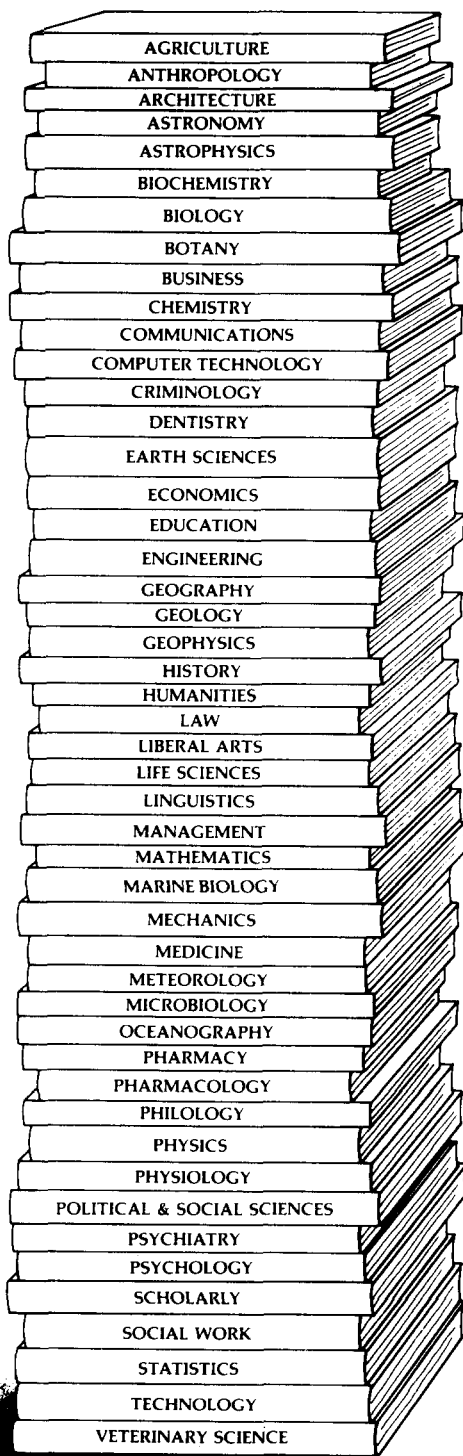 AGRICULTURE
ANTHROPOLOGY
ARCHITECTURE
ASTRONOMY
ASTROPHYSICS
BIOCHEMISTRY
BIOLOGY
BOTANY
BUSINESS
CHEMISTRY
COMMUNICATIONS
COMPUTER TECHNOLOGY
CRIMINOLOGY
DENTISTRY
EARTH SCIENCES
ECONOMICS
EDUCATION
ENGINEERING
GEOGRAPHY
GEOLOGY
GEOPHYSICS
HISTORY
HUMANITIES
LAW
LIBERAL ARTS
LIFE SCIENCES
LINGUISTICS
MANAGEMENT
MATHEMATICS
MARINE BIOLOGY
MECHANICS
MEDICINE
METEOROLOGY
MICROBIOLOGY
OCEANOGRAPHY
PHARMACY
PHARMACOLOGY
PHILOLOGY
PHYSICS
PHYSIOLOGY
POLITICAL & SOCIAL SCIENCES
PSYCHIATRY
PSYCHOLOGY
SCHOLARLY
SOCIAL WORK
STATISTICS
TECHNOLOGY
VETERINARY SCIENCE